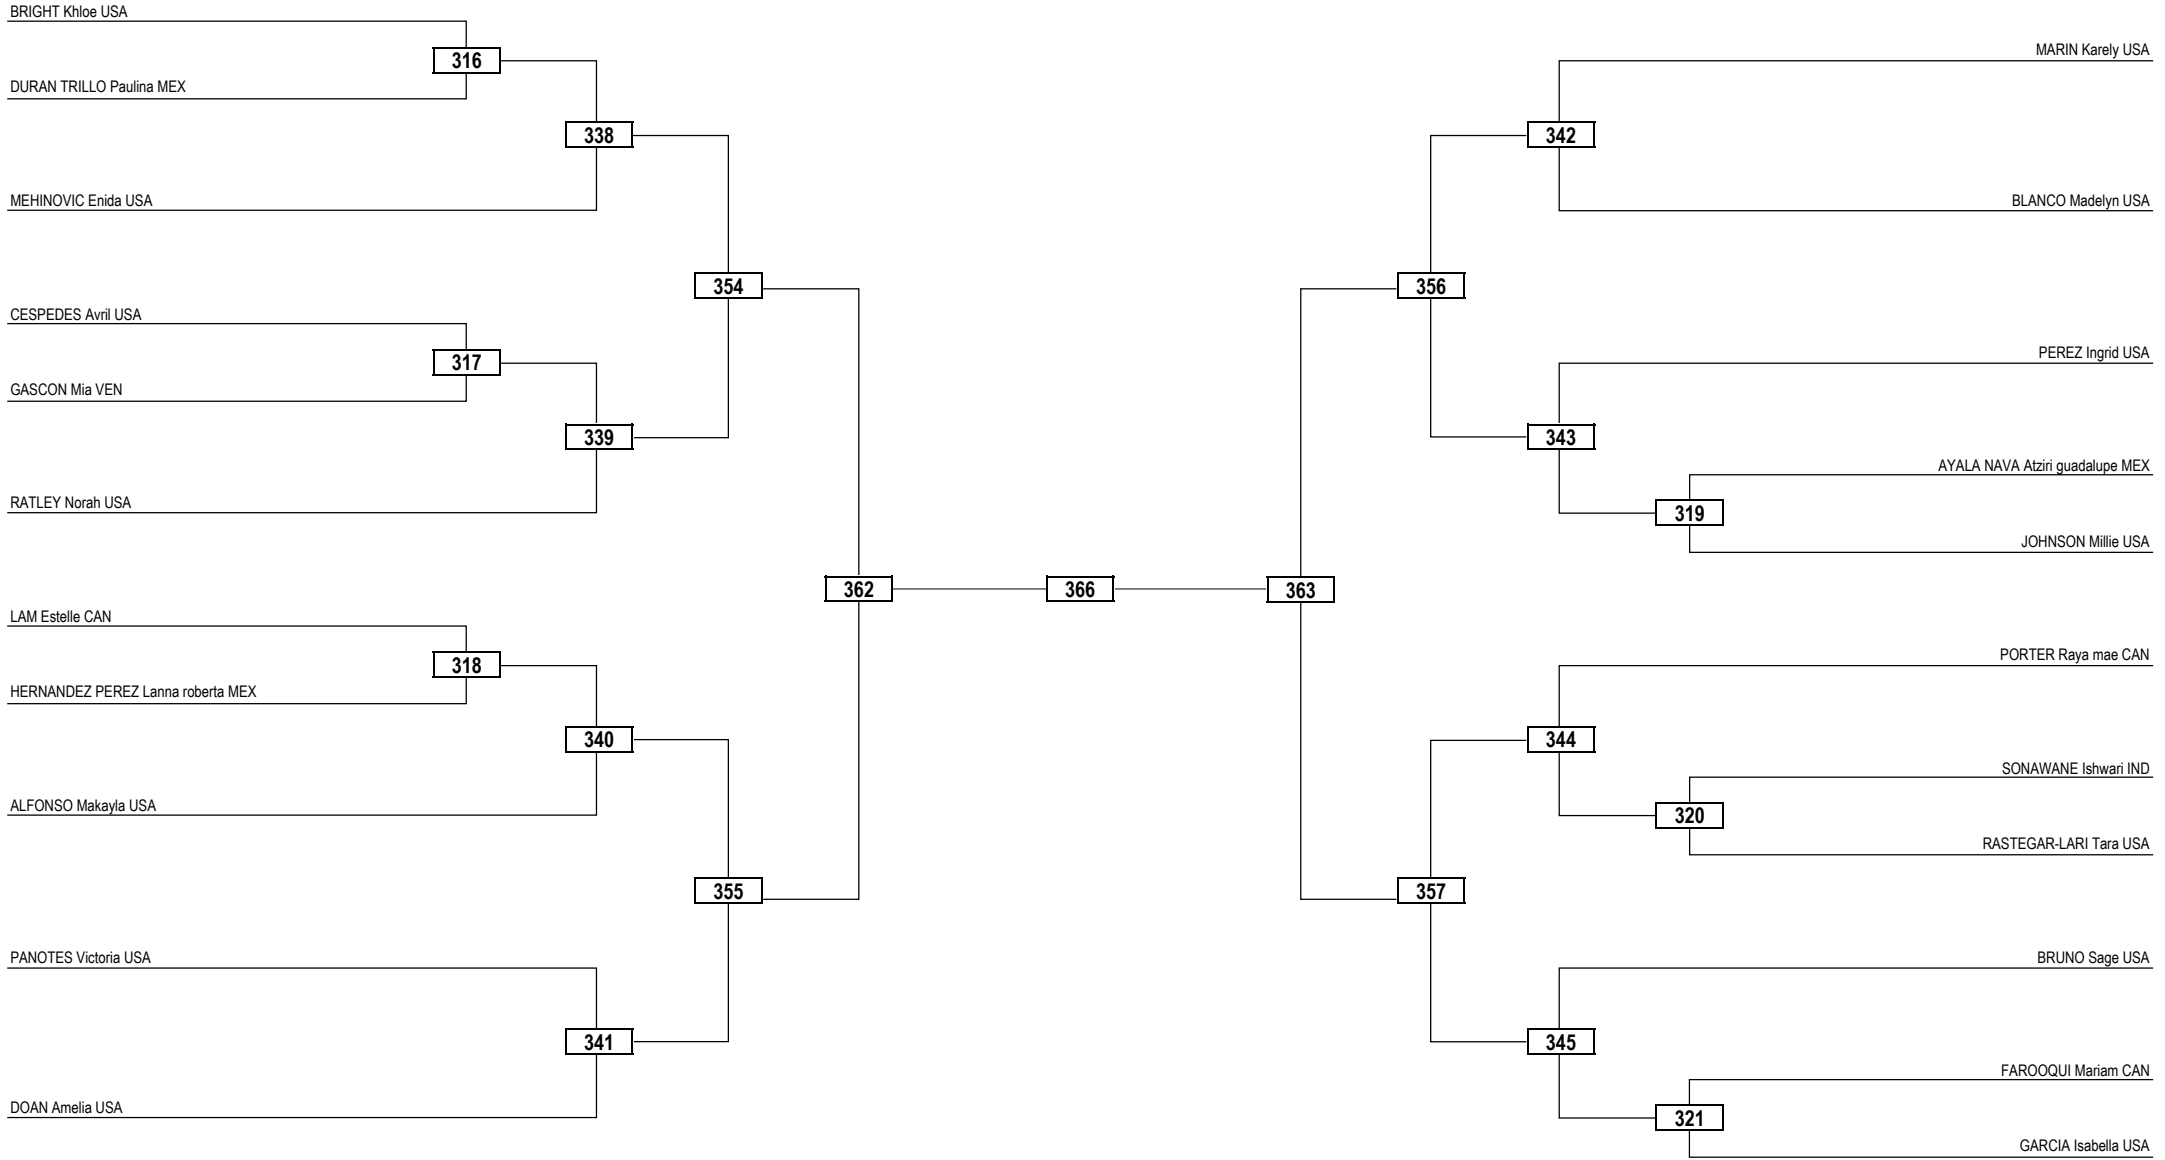 BRIGHT Khloe USA
316
DURAN TRILLO Paulina MEX
338
MEHINOVIC Enida USA
354
CESPEDES Avril USA
317
GASCON Mia VEN
339
RATLEY Norah USA
362
LAM Estelle CAN
318
HERNANDEZ PEREZ Lanna roberta MEX
340
ALFONSO Makayla USA
355
PANOTES Victoria USA
341
DOAN Amelia USA
366
MARIN Karely USA
342
BLANCO Madelyn USA
356
PEREZ Ingrid USA
343
AYALA NAVA Atziri guadalupe MEX
319
JOHNSON Millie USA
363
PORTER Raya mae CAN
344
SONAWANE Ishwari IND
320
RASTEGAR-LARI Tara USA
357
BRUNO Sage USA
345
FAROOQUI Mariam CAN
321
GARCIA Isabella USA